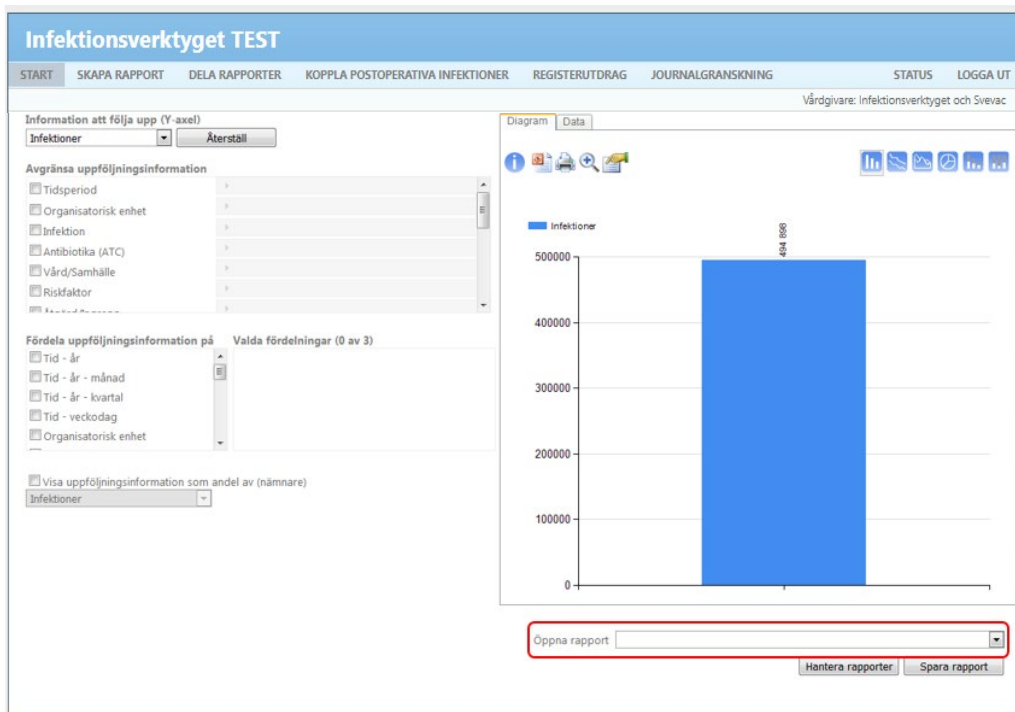 Infektionsverktyget TEST
START SKAPA RAPPORT DELA RAPPORTER KOPPLA POSTOPERATIVA INFEKTIONER REGISTERUTDRAG JOURNALGRANSKNING STATUS LOGGA UT
Vårdgivare: Infektionsverktyget och Svevac
Information att följa upp (Y-axel)
Infektioner Återställ
Avgränsa uppföljningsinformation
Tidsperiod
Organisatorisk enhet
Infektion
Antibiotika (ATC)
Vård/Samhälle
Riskfaktor
Fördela uppföljningsinformation på Valda fördelningar (0 av 3)
Tid - år
Tid - år - månad
Tid - år - kvartal
Tid - veckodag
Organisatorisk enhet
Visa uppföljningsinformation som andel av (nämnare)
Infektioner
Diagram Data
Infektioner
494 898
500000
400000
300000
200000
100000
0
Öppna rapport
Hantera rapporter Spara rapport